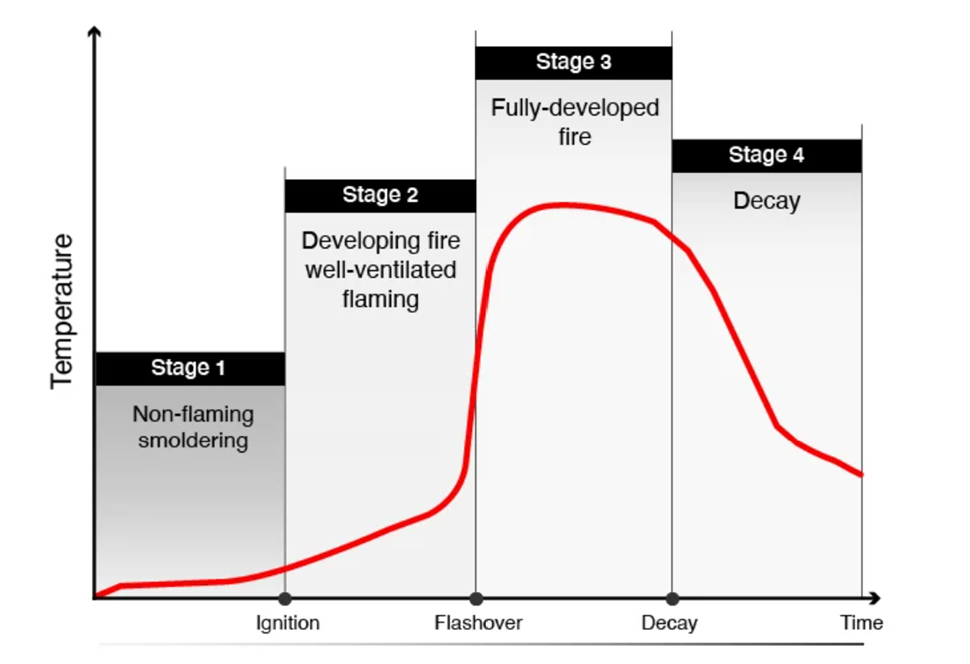 Stage 3
Fully-developed
fire
Stage 4
Decay
Stage 2
Developing fire
well-ventilated
flaming
Stage 1
Non-flaming
smoldering
Temperature
Ignition
Flashover
Decay
Time